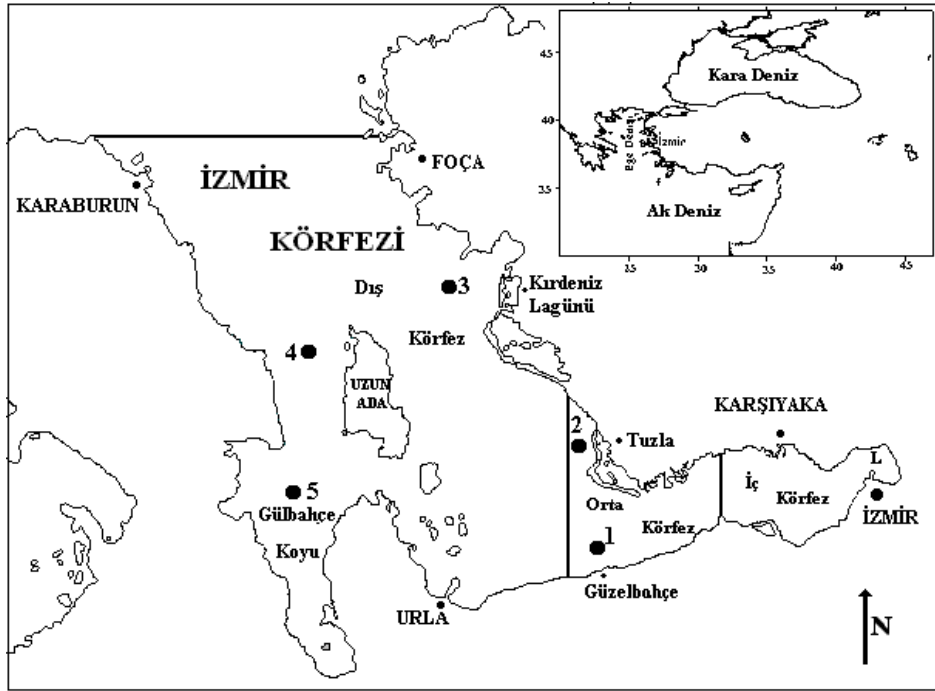 45
40
35
35
32
40
45
Kara Deniz
Ege Denizi
İzmir
Ak Deniz
İZMİR
KÖRFEZİ
FOÇA
KARABURUN
Dış
3
Kırdeniz
Lagünü
Körfez
4
UZUN
ADA
KARŞIYAKA
2
Tuzla
L
İç
Körfez
İZMİR
5
Gülbahçe
Koyu
Orta
Körfez
1
Güzelbahçe
URLA
N
S
S